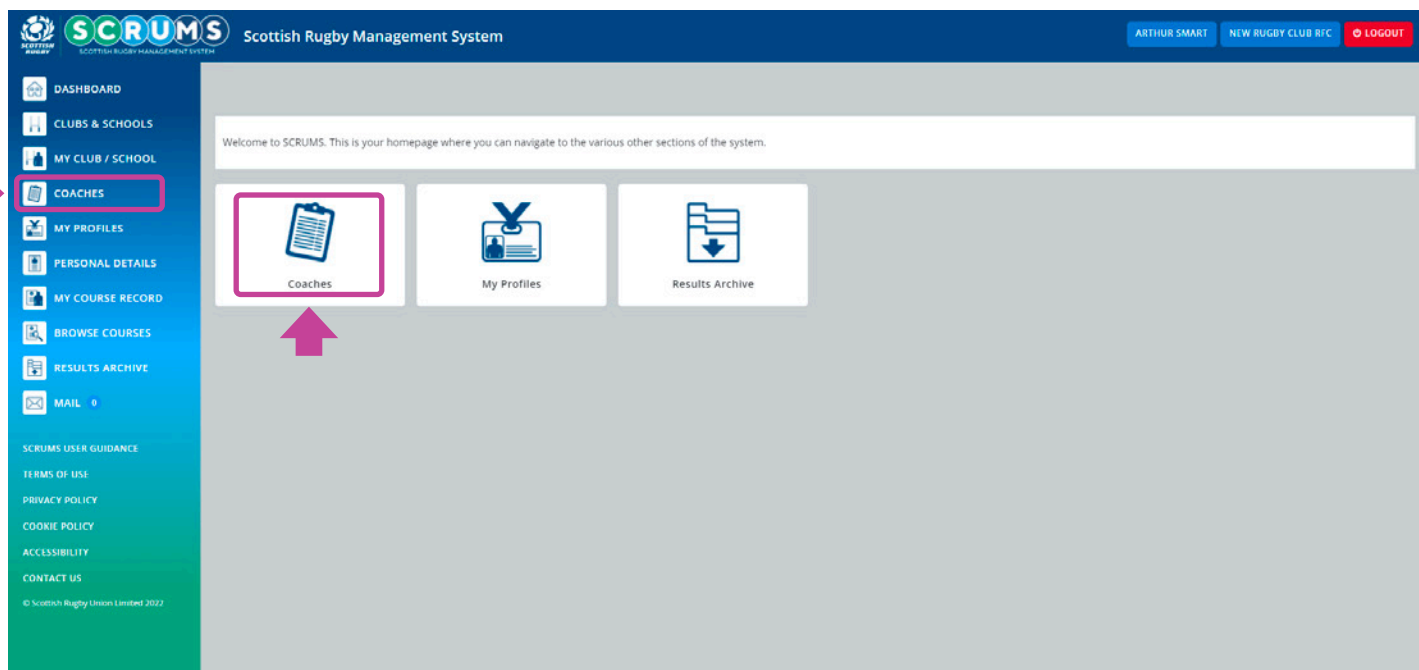 SCOTTISH
RUGBY
SCRUMS
SCOTTISH RUGBY MANAGEMENT SYSTEM
Scottish Rugby Management System
ARTHUR SMART
NEW RUGBY CLUB RFC
LOGOUT
DASHBOARD
CLUBS & SCHOOLS
MY CLUB / SCHOOL
COACHES
MY PROFILES
PERSONAL DETAILS
MY COURSE RECORD
BROWSE COURSES
RESULTS ARCHIVE
MAIL 0
SCRUMS USER GUIDANCE
TERMS OF USE
PRIVACY POLICY
COOKIE POLICY
ACCESSIBILITY
CONTACT US
© Scottish Rugby Union Limited 2022
Welcome to SCRUMS. This is your homepage where you can navigate to the various other sections of the system.
Coaches
My Profiles
Results Archive